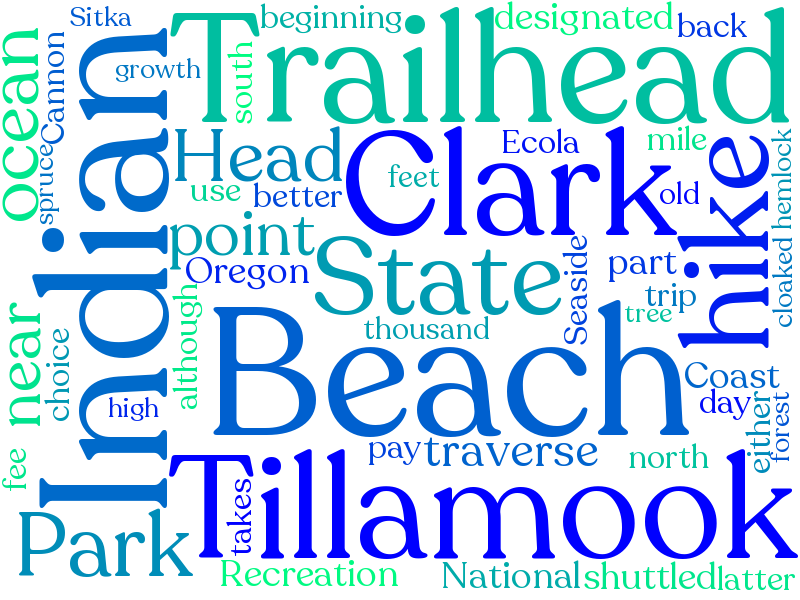 Sitka
beginning
designated
back
Trailhead
growth
south
Cannon
ocean
Indian
spruce
Head
Clark
Ecola
mile
hike
hemlock
feet
use
better
old
point
State
Oregon
Seaside
part
trip
cloaked
tree
although
thousand
near
choice
Beach
high
Coast
day
either
forest
fee
pay
traverse
north
Tillamook
takes
Park
Recreation
National
shuttled
latter